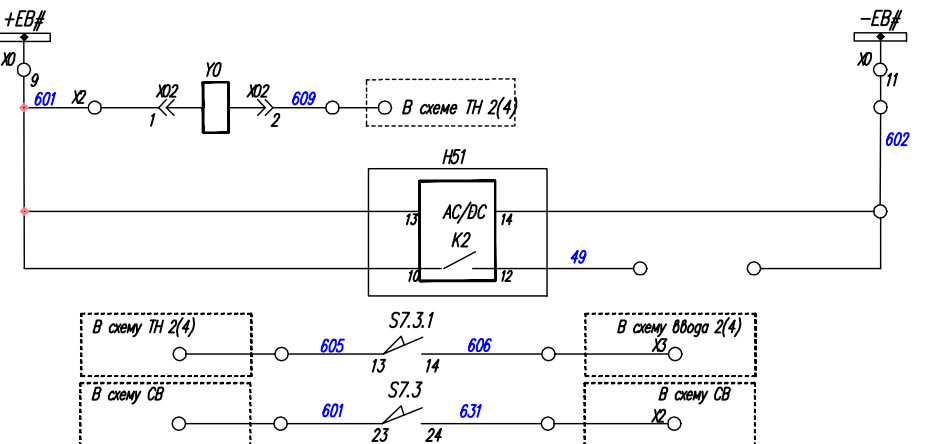 +EB#
-EB#
X0
X0
9
11
601
X2
X02
Y0
X02
609
В схеме ТН 2(4)
1
2
602
H51
13
AC/DC
14
K2
10
12
49
В схему ТН 2(4)
S7.3.1
В схему ввода 2(4)
605
606
X3
13
14
В схему СВ
S7.3
В схему СВ
601
631
X2
23
24